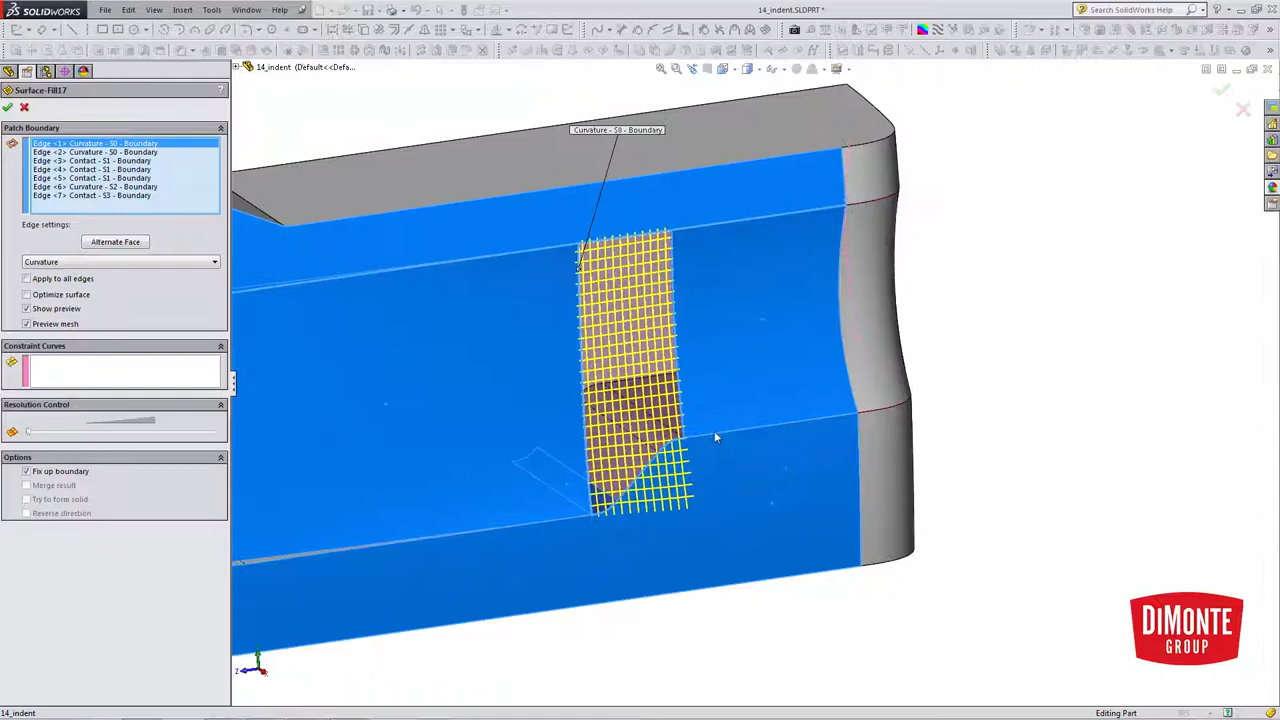 SOLIDWORKS File Edit View Insert Tools Window Help 14_indent.SLDPRT * Search SolidWorks Help
14_indent (Default<<Defa...
Surface-Fill17 ?
Patch Boundary
Edge <1> Curvature - S0 - Boundary
Edge <2> Curvature - S0 - Boundary
Edge <3> Contact - S1 - Boundary
Edge <4> Contact - S1 - Boundary
Edge <5> Contact - S1 - Boundary
Edge <6> Curvature - S2 - Boundary
Edge <7> Contact - S3 - Boundary
Edge settings:
Alternate Face
Curvature
Apply to all edges
Optimize surface
Show preview
Preview mesh
Constraint Curves
Resolution Control
Options
Fix up boundary
Merge result
Try to form solid
Reverse direction
Curvature - S0 - Boundary
Z
DIMONTE
GROUP
14_indent Editing Part IPS